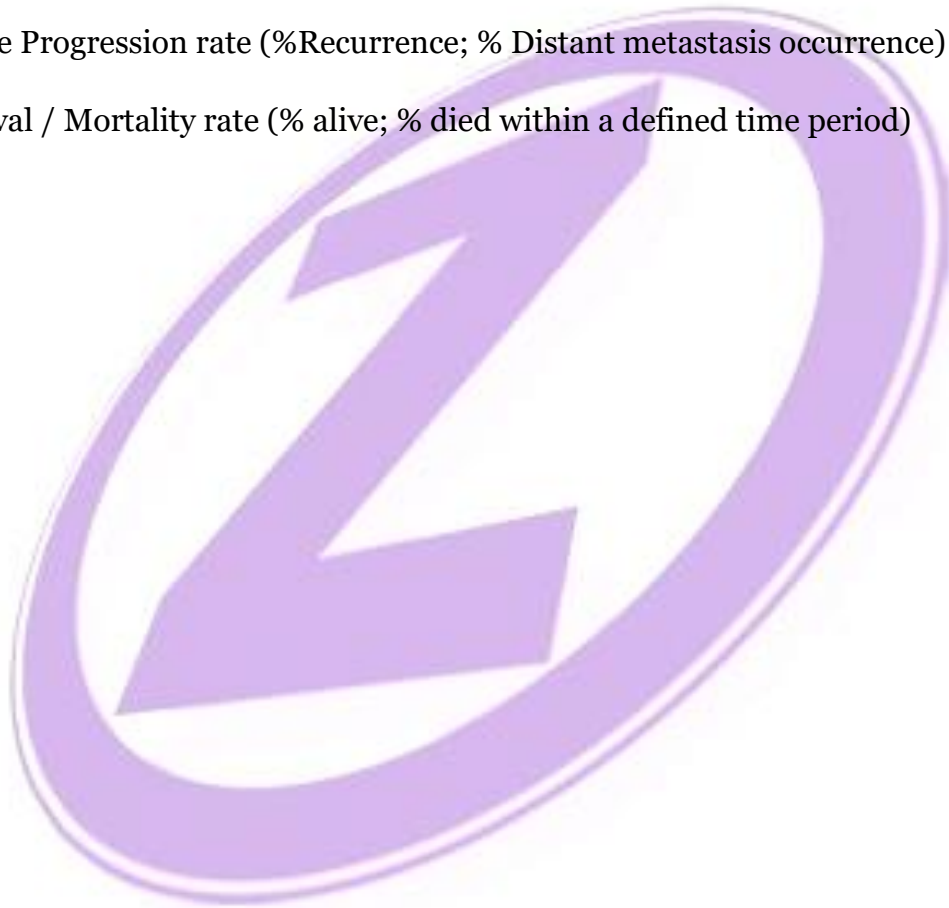 e Progression rate (%Recurrence; % Distant metastasis occurrence)
val / Mortality rate (% alive; % died within a defined time period)
Z